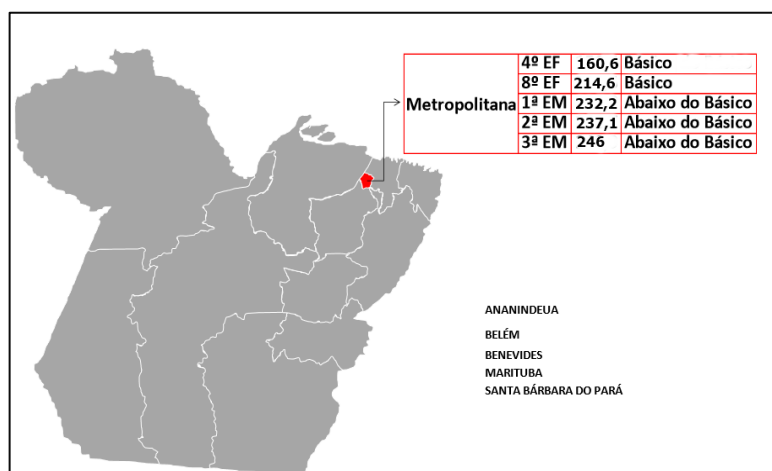 4º EF 160,6 Básico
8º EF 214,6 Básico
Metropolitana 1ª EM 232,2 Abaixo do Básico
2ª EM 237,1 Abaixo do Básico
3ª EM 246 Abaixo do Básico
ANANINDEUA
BELÉM
BENEVIDES
MARITUBA
SANTA BÁRBARA DO PARÁ